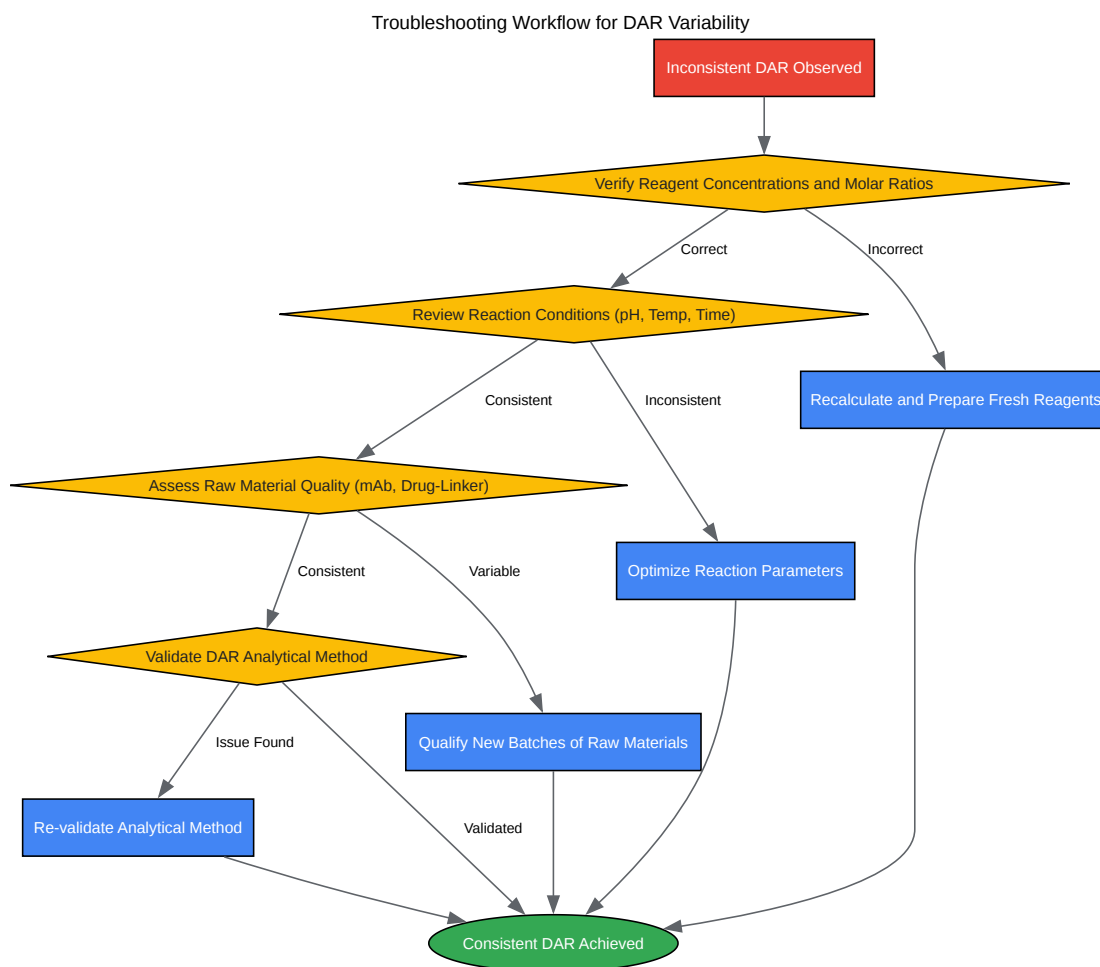 Troubleshooting Workflow for DAR Variability
Inconsistent DAR Observed
Verify Reagent Concentrations and Molar Ratios
Correct
Incorrect
Review Reaction Conditions (pH, Temp, Time)
Consistent
Inconsistent
Recalculate and Prepare Fresh Reagents
Assess Raw Material Quality (mAb, Drug-Linker)
Consistent
Variable
Optimize Reaction Parameters
Validate DAR Analytical Method
Issue Found
Qualify New Batches of Raw Materials
Re-validate Analytical Method
Validated
Consistent DAR Achieved